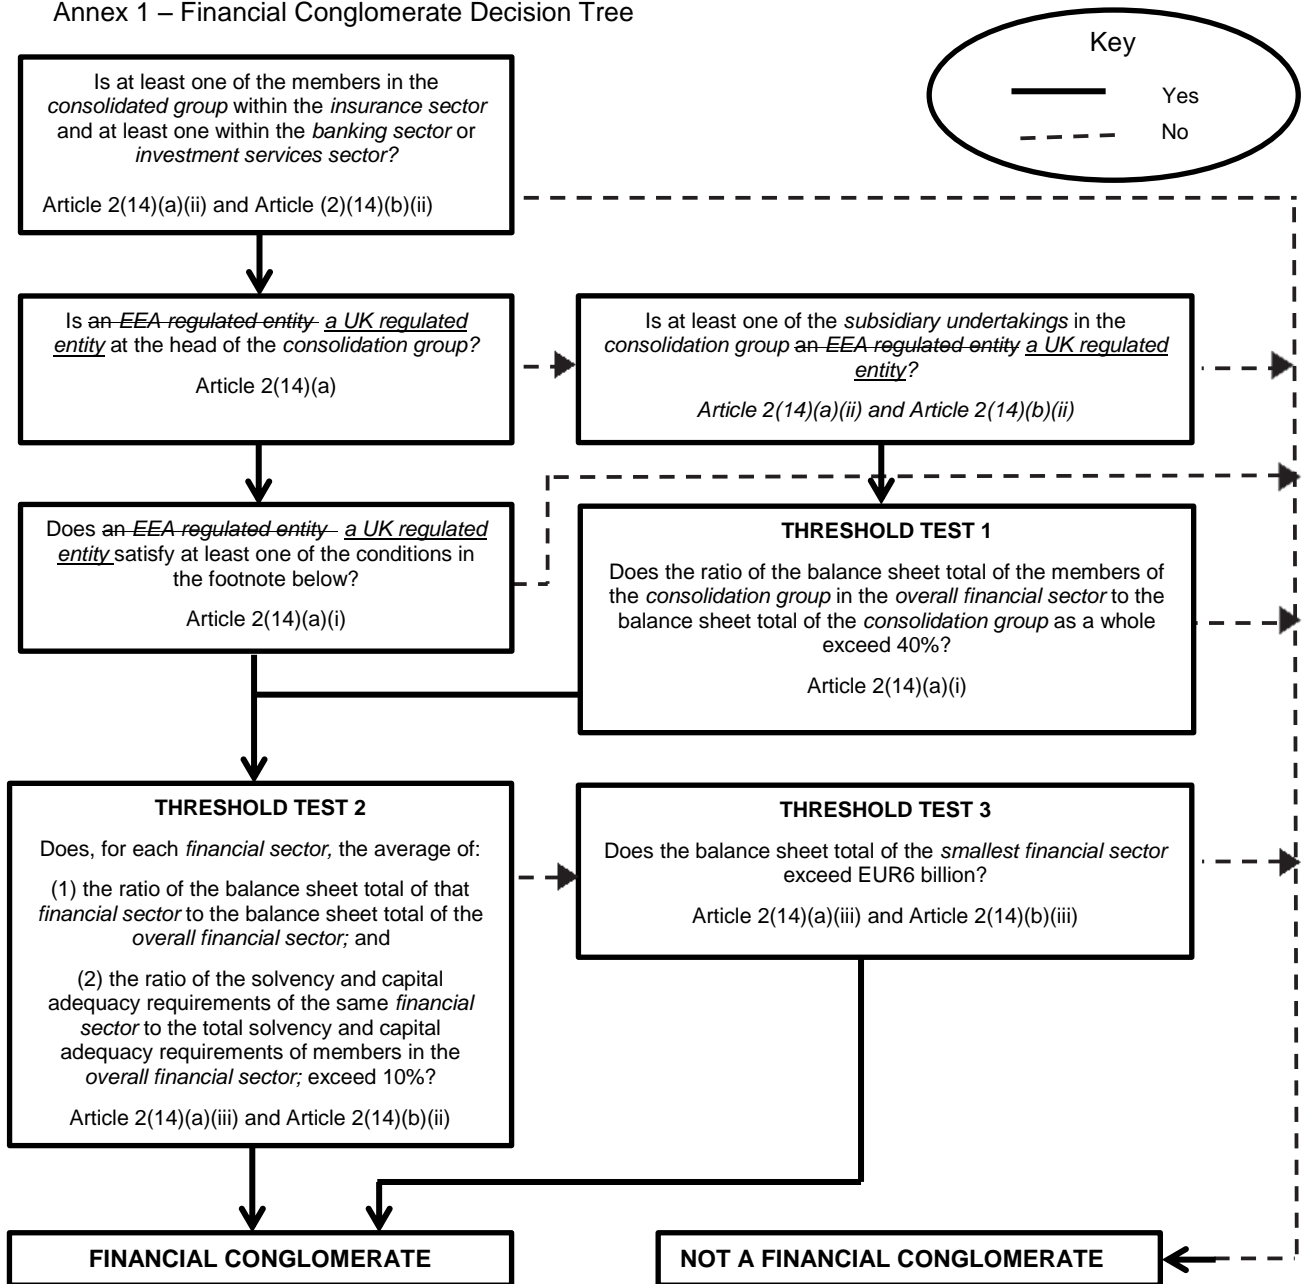 Annex 1 – Financial Conglomerate Decision Tree
Key
Yes
No
Is at least one of the members in the
consolidated group within the insurance sector
and at least one within the banking sector or
investment services sector?
Article 2(14)(a)(ii) and Article (2)(14)(b)(ii)
Is an EEA regulated entity a UK regulated
entity at the head of the consolidation group?
Article 2(14)(a)
Is at least one of the subsidiary undertakings in the
consolidation group an EEA regulated entity a UK regulated
entity?
Article 2(14)(a)(ii) and Article 2(14)(b)(ii)
Does an EEA regulated entity a UK regulated
entity satisfy at least one of the conditions in
the footnote below?
Article 2(14)(a)(i)
THRESHOLD TEST 1
Does the ratio of the balance sheet total of the members of
the consolidation group in the overall financial sector to the
balance sheet total of the consolidation group as a whole
exceed 40%?
Article 2(14)(a)(i)
THRESHOLD TEST 2
Does, for each financial sector, the average of:
(1) the ratio of the balance sheet total of that
financial sector to the balance sheet total of the
overall financial sector; and
(2) the ratio of the solvency and capital
adequacy requirements of the same financial
sector to the total solvency and capital
adequacy requirements of members in the
overall financial sector; exceed 10%?
Article 2(14)(a)(iii) and Article 2(14)(b)(ii)
THRESHOLD TEST 3
Does the balance sheet total of the smallest financial sector
exceed EUR6 billion?
Article 2(14)(a)(iii) and Article 2(14)(b)(iii)
FINANCIAL CONGLOMERATE
NOT A FINANCIAL CONGLOMERATE